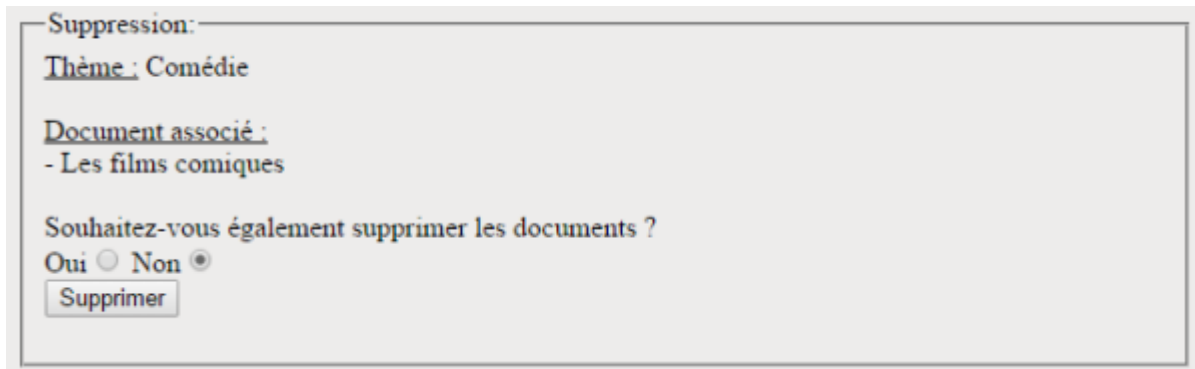 Suppression:
Thème : Comédie
Document associé :
- Les films comiques
Souhaitez-vous également supprimer les documents ?
Oui Non
Supprimer